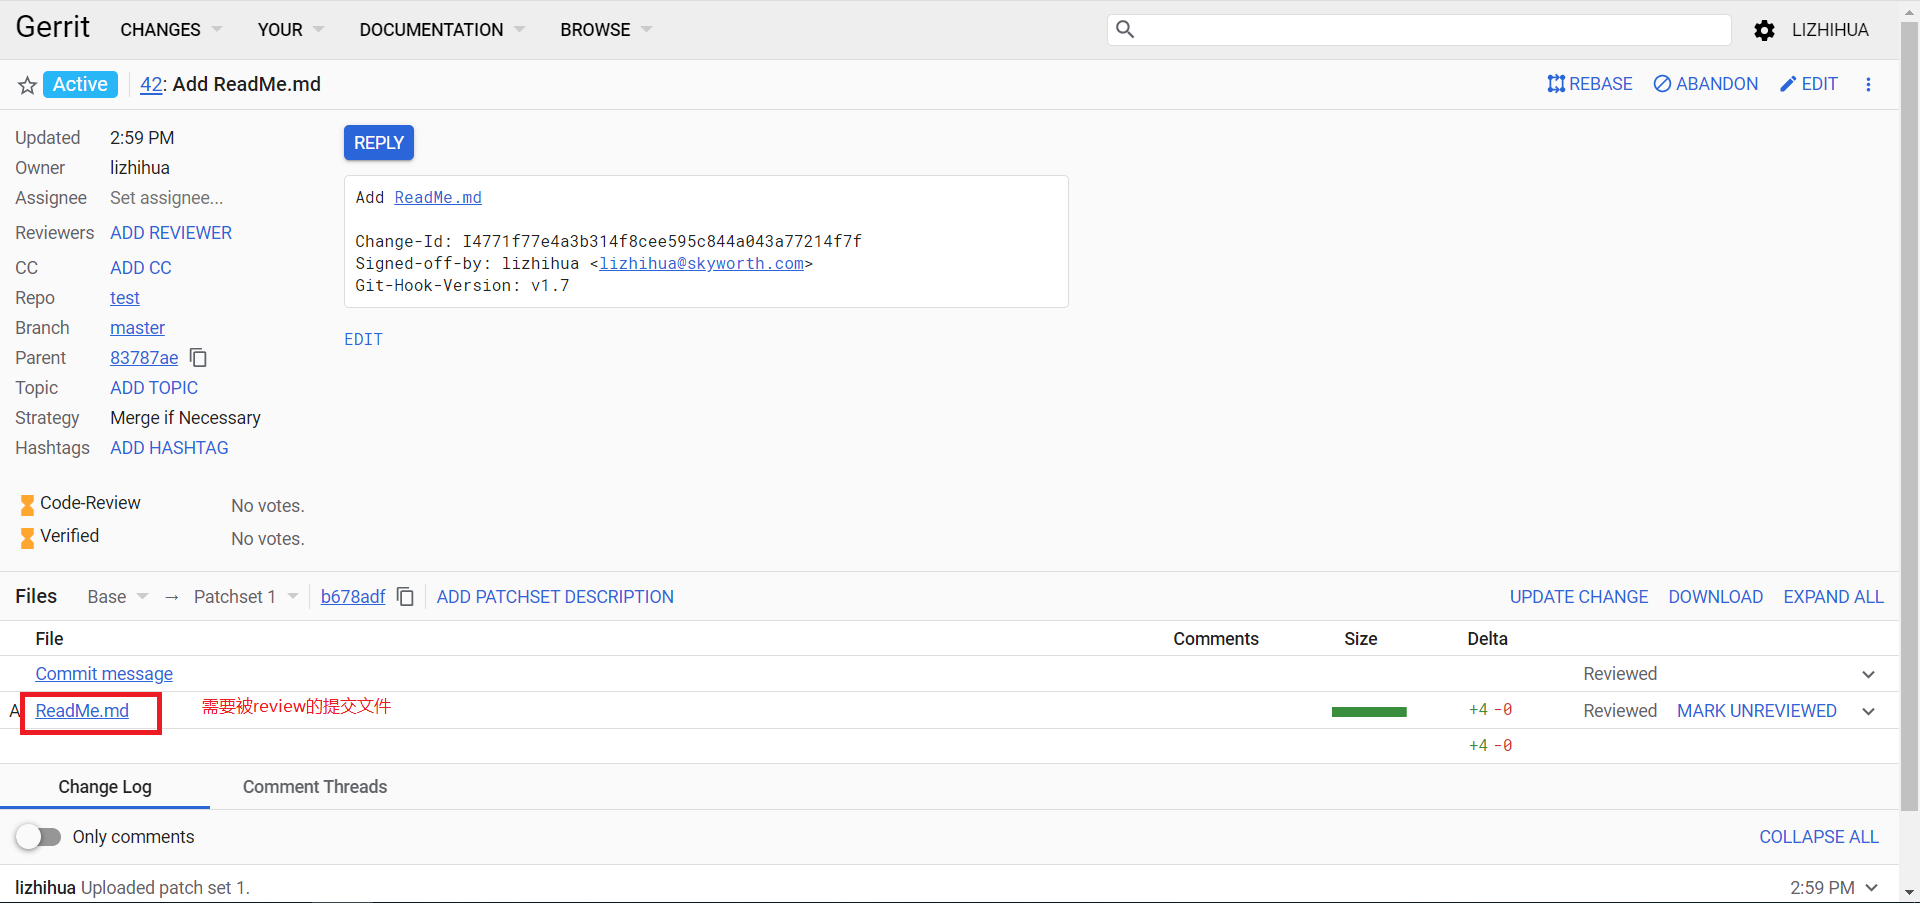 Gerrit CHANGES YOUR DOCUMENTATION BROWSE LIZHIHUA
Active 42: Add ReadMe.md REBASE ABANDON EDIT
Updated 2:59 PM
Owner lizhihua
Assignee Set assignee...
Reviewers ADD REVIEWER
CC ADD CC
Repo test
Branch master
Parent 83787ae
Topic ADD TOPIC
Strategy Merge if Necessary
Hashtags ADD HASHTAG
Code-Review No votes.
Verified No votes.
REPLY
Add ReadMe.md
Change-Id: I4771f77e4a3b314f8cee595c844a043a77214f7f
Signed-off-by: lizhihua <lizhihua@skyworth.com>
Git-Hook-Version: v1.7
EDIT
Files Base → Patchset 1 b678adf ADD PATCHSET DESCRIPTION UPDATE CHANGE DOWNLOAD EXPAND ALL
File Comments Size Delta
Commit message Reviewed
A ReadMe.md 需要被review的提交文件 +4 -0 Reviewed MARK UNREVIEWED
+4 -0
Change Log Comment Threads
Only comments COLLAPSE ALL
lizhihua Uploaded patch set 1. 2:59 PM